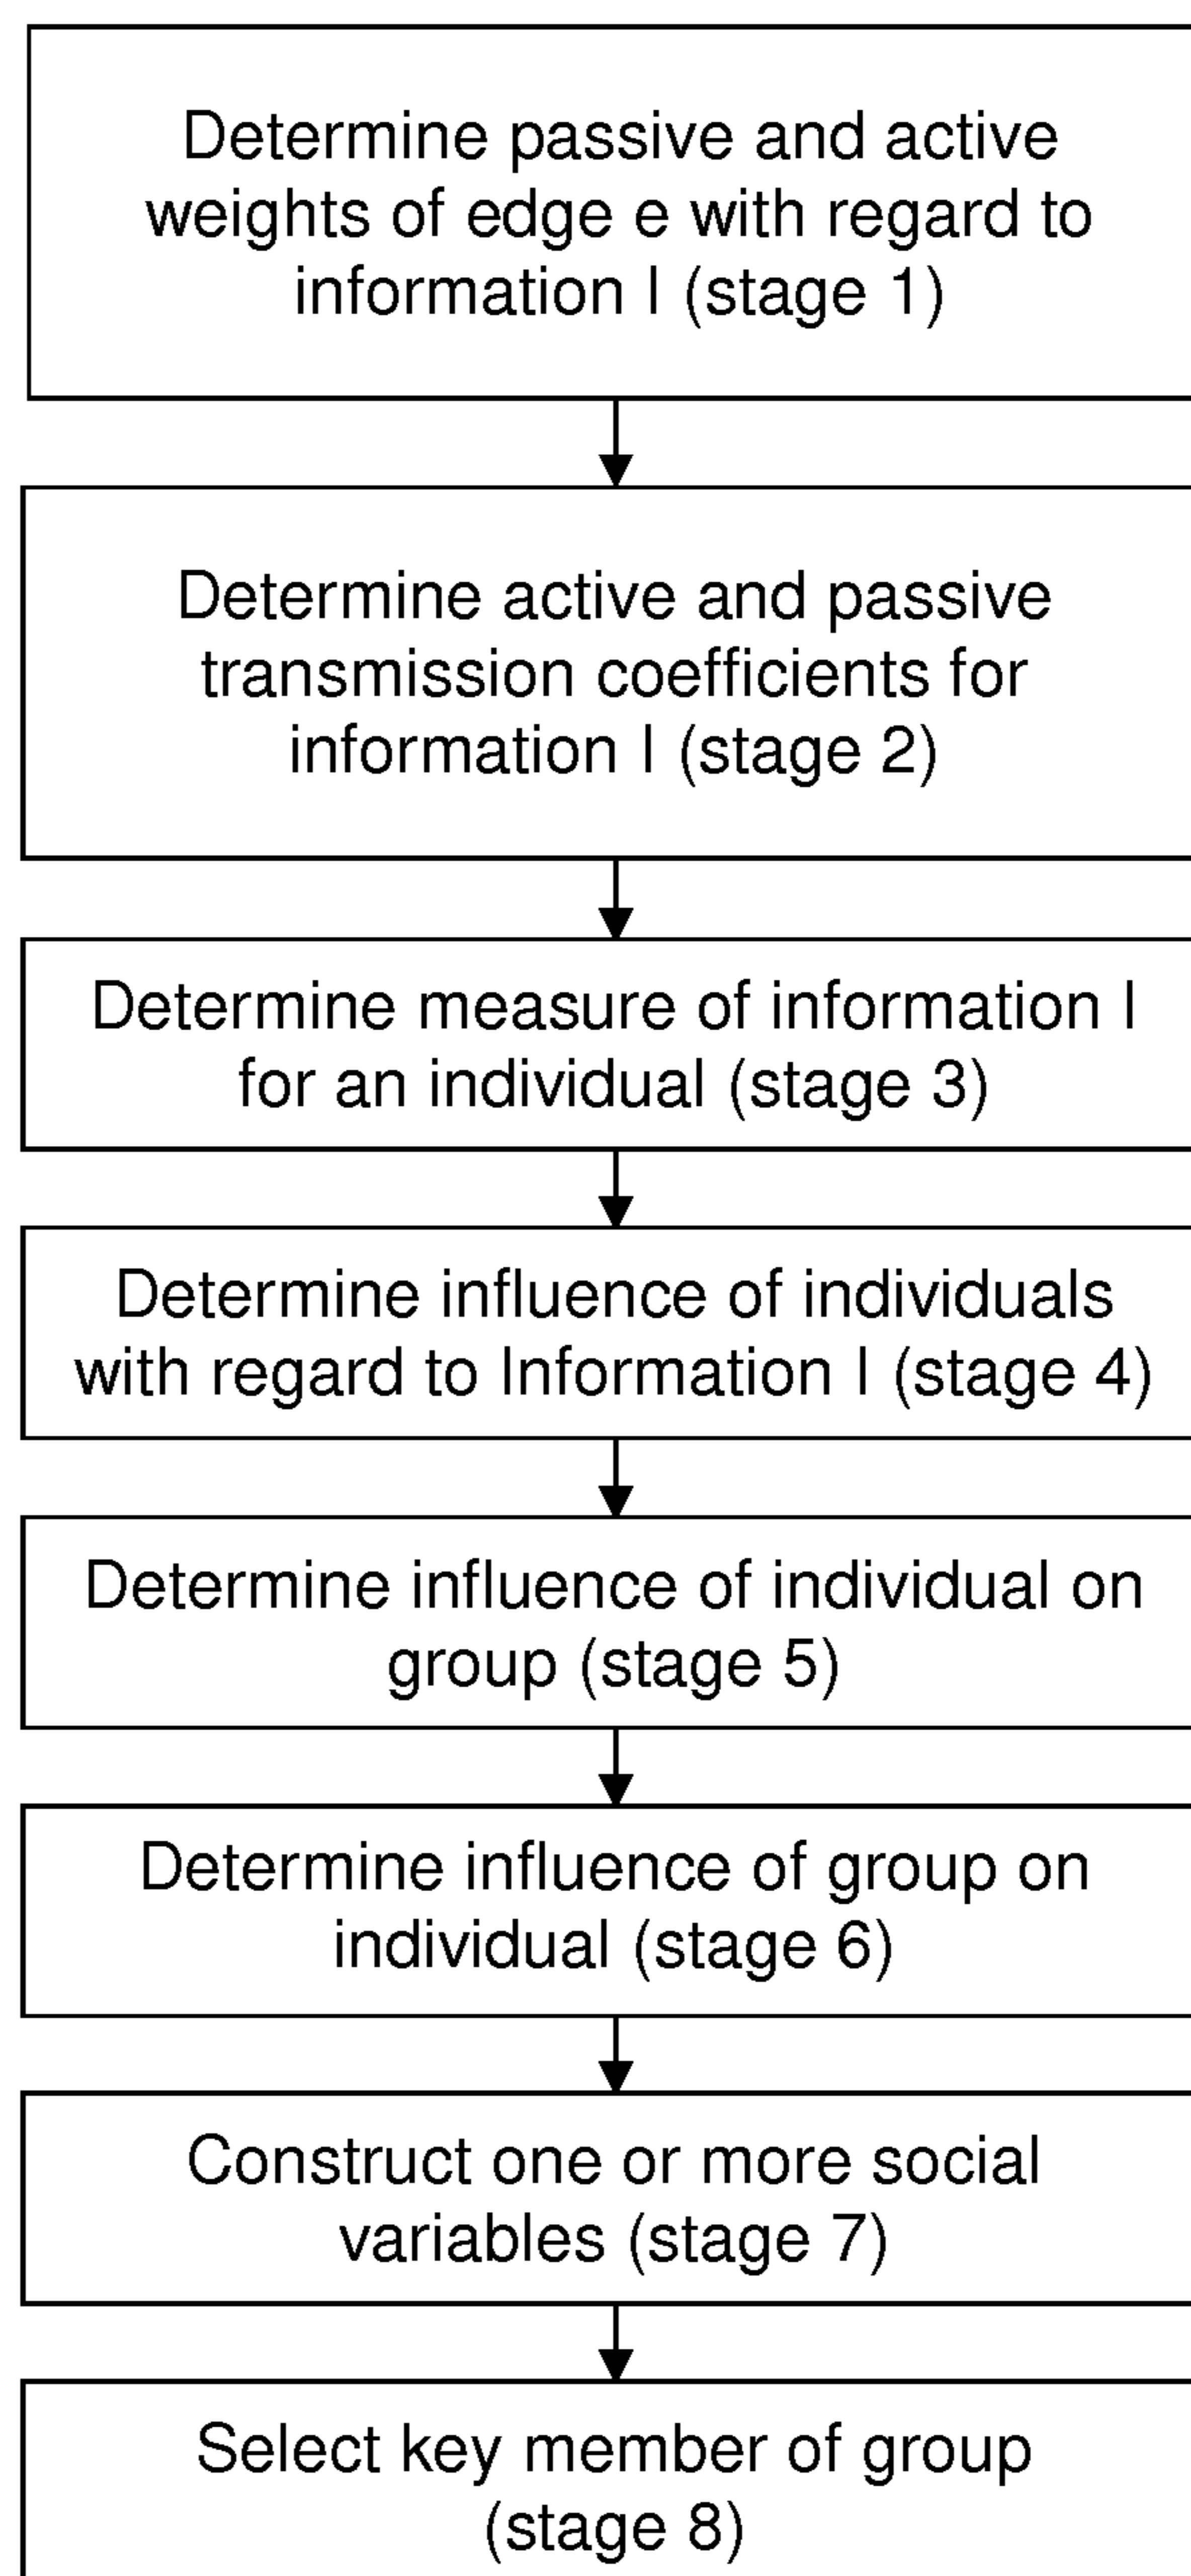 Determine passive and active
weights of edge e with regard to
information I (stage 1)
Determine active and passive
transmission coefficients for
information I (stage 2)
Determine measure of information I
for an individual (stage 3)
Determine influence of individuals
with regard to Information I (stage 4)
Determine influence of individual on
group (stage 5)
Determine influence of group on
individual (stage 6)
Construct one or more social
variables (stage 7)
Select key member of group
(stage 8)